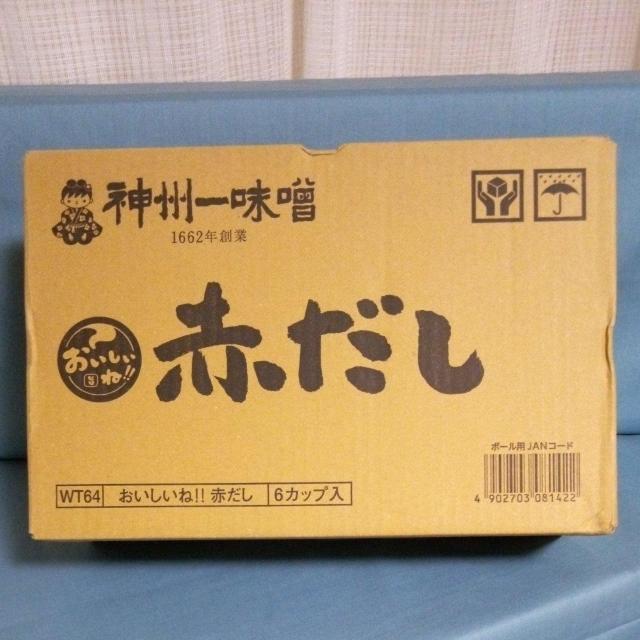 神州一味噌
1662年創業
おいしい
ね!!
赤だし
ボール用JANコード
4 902703 081422
WT64 おいしいね!! 赤だし 6カップ入